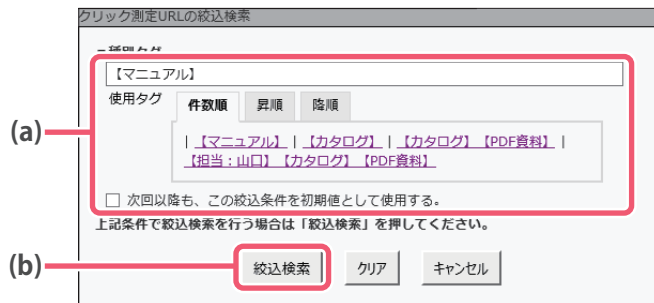 クリック測定URLの絞込検索
【マニュアル】
使用タグ 件数順 昇順 降順
(a)
| 【マニュアル】 | 【カタログ】 | 【カタログ】【PDF資料】 |
【担当：山口】【カタログ】【PDF資料】
次回以降も、この絞込条件を初期値として使用する。
上記条件で絞込検索を行う場合は「絞込検索」を押してください。
(b) 絞込検索 クリア キャンセル